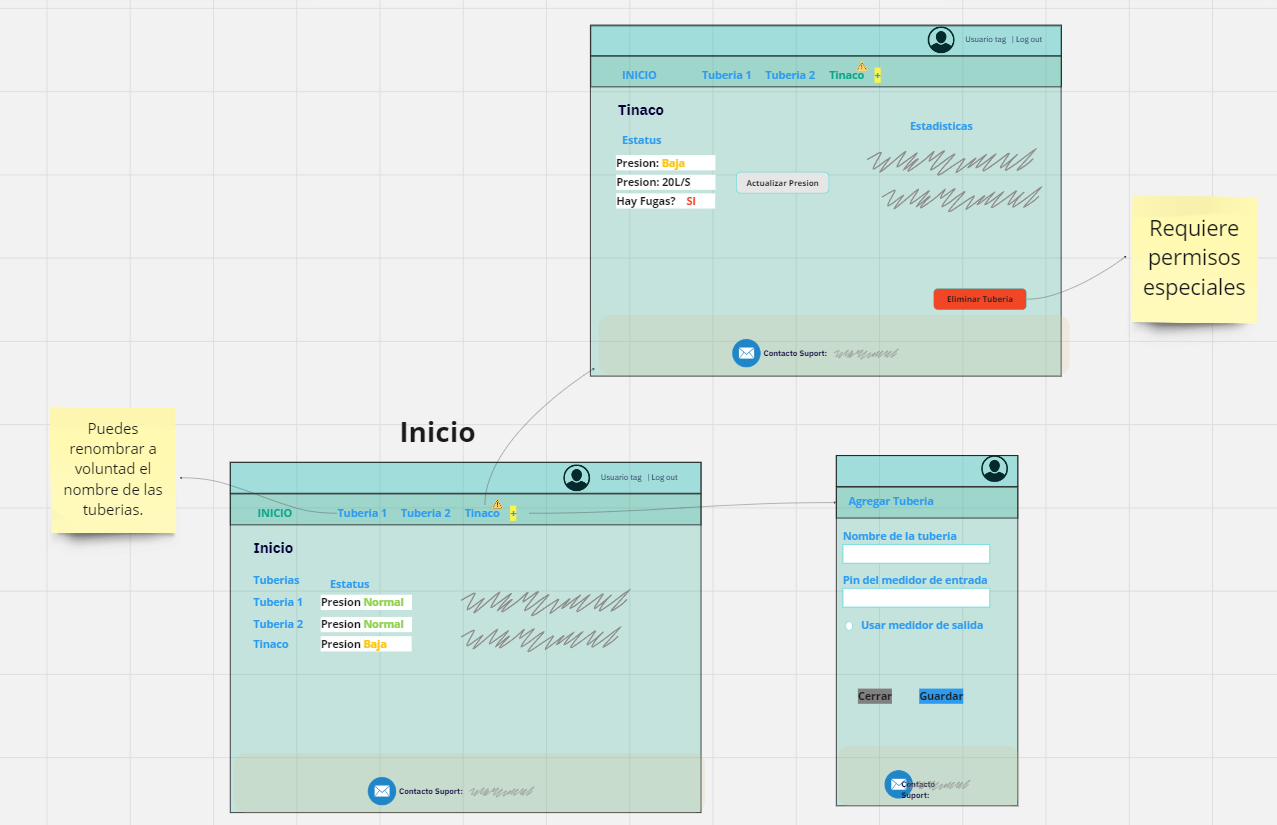 Usuario tag | Log out
INICIO Tuberia 1 Tuberia 2 Tinaco +
Tinaco
Estadisticas
Estatus
Presion: Baja
Presion: 20L/S
Actualizar Presion
Hay Fugas? SI
Eliminar Tuberia
Contacto Suport:
Requiere
permisos
especiales
Puedes
renombrar a
voluntad el
nombre de las
tuberias.
Inicio
Usuario tag | Log out
INICIO Tuberia 1 Tuberia 2 Tinaco +
Inicio
Tuberias Estatus
Tuberia 1 Presion Normal
Tuberia 2 Presion Normal
Tinaco Presion Baja
Contacto Suport:
Agregar Tuberia
Nombre de la tuberia
Pin del medidor de entrada
Usar medidor de salida
Cerrar Guardar
Contacto
Suport: